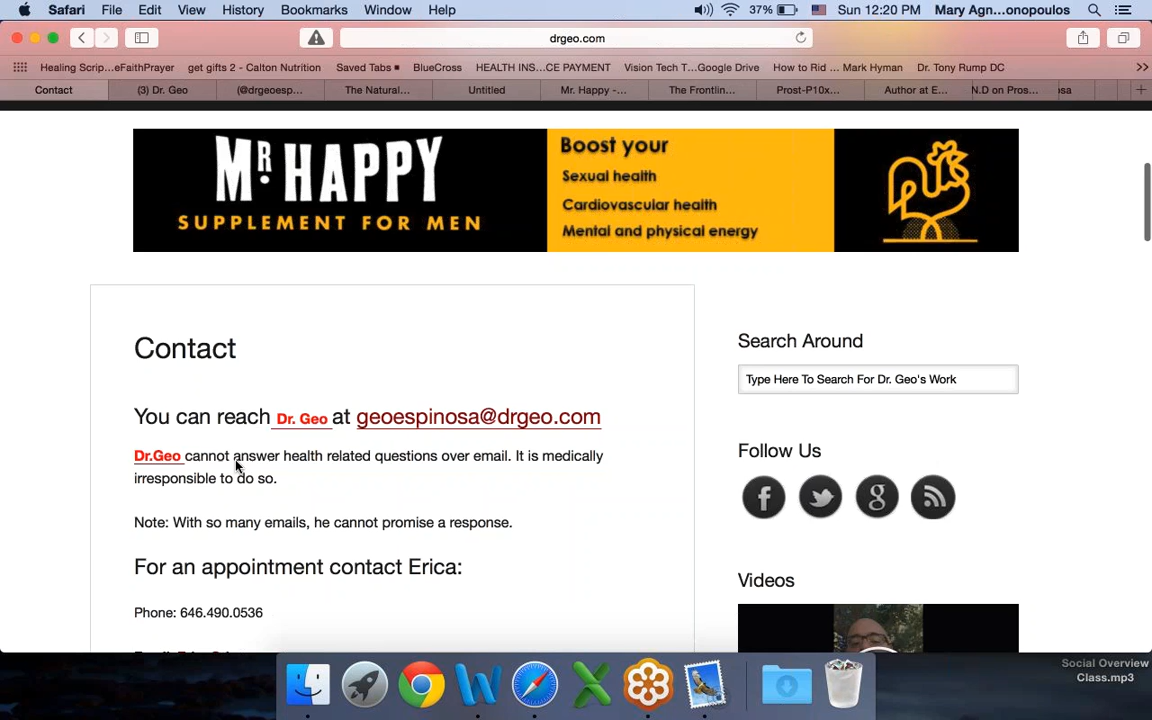 Safari File Edit View History Bookmarks Window Help 37% Sun 12:20 PM Mary Agn...onopoulos
drgeo.com
Healing Scrip...eFaithPrayer get gifts 2 - Calton Nutrition Saved Tabs BlueCross HEALTH INS...CE PAYMENT Vision Tech T...Google Drive How to Rid ... Mark Hyman Dr. Tony Rump DC >>
Contact (3) Dr. Geo (@drgeoesp... The Natural... Untitled Mr. Happy -... The Frontlin... Prost-P10x... Author at E... N.D on Pros... sa +
MR. HAPPY
SUPPLEMENT FOR MEN
Boost your
Sexual health
Cardiovascular health
Mental and physical energy
Contact
You can reach Dr. Geo at geoespinosa@drgeo.com
Dr.Geo cannot answer health related questions over email. It is medically
irresponsible to do so.
Note: With so many emails, he cannot promise a response.
For an appointment contact Erica:
Phone: 646.490.0536
Search Around
Type Here To Search For Dr. Geo's Work
Follow Us
Videos
Social Overview
Class.mp3